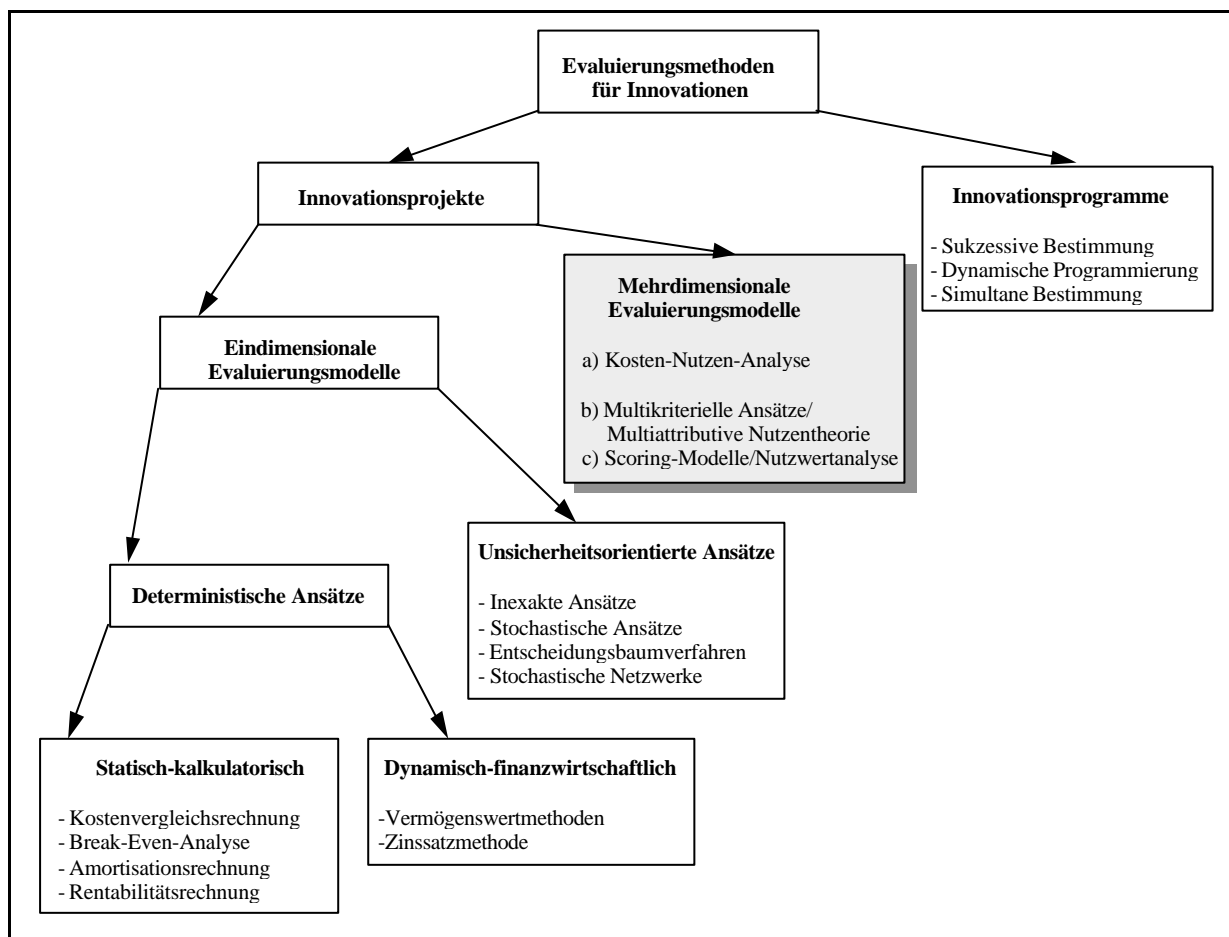 Evaluierungsmethoden
für Innovationen
Innovationsprojekte
Innovationsprogramme
- Sukzessive Bestimmung
- Dynamische Programmierung
- Simultane Bestimmung
Mehrdimensionale
Evaluierungsmodelle
a) Kosten-Nutzen-Analyse
b) Multikriterielle Ansätze/
Multiattributive Nutzentheorie
c) Scoring-Modelle/Nutzwertanalyse
Eindimensionale
Evaluierungsmodelle
Unsicherheitsorientierte Ansätze
- Inexakte Ansätze
- Stochastische Ansätze
- Entscheidungsbaumverfahren
- Stochastische Netzwerke
Deterministische Ansätze
Statisch-kalkulatorisch
- Kostenvergleichsrechnung
- Break-Even-Analyse
- Amortisationsrechnung
- Rentabilitätsrechnung
Dynamisch-finanzwirtschaftlich
-Vermögenswertmethoden
-Zinssatzmethode